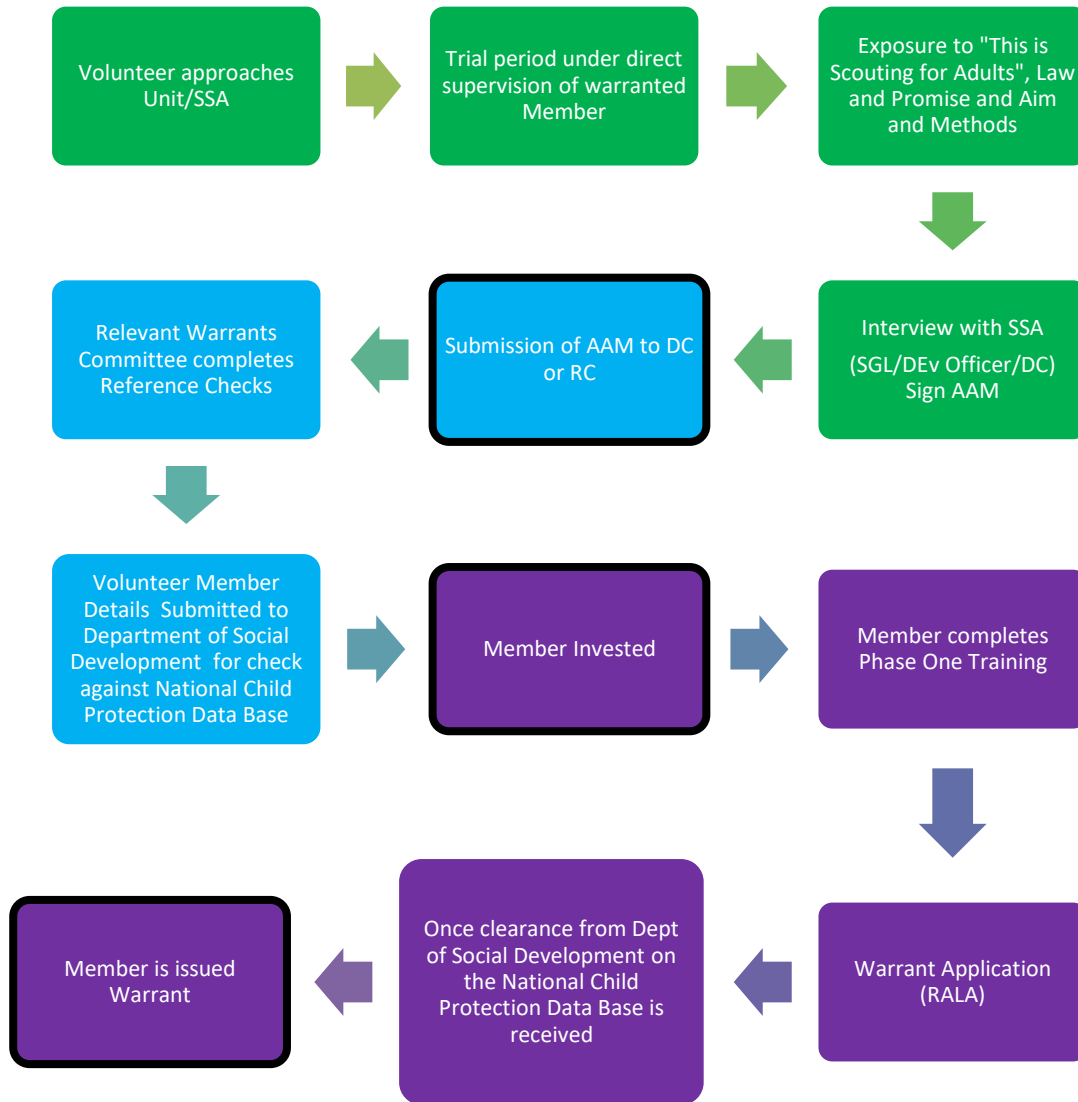 Volunteer approaches
Unit/SSA
Trial period under direct
supervision of warranted
Member
Exposure to "This is
Scouting for Adults", Law
and Promise and Aim
and Methods
Interview with SSA
(SGL/DEv Officer/DC)
Sign AAM
Submission of AAM to DC
or RC
Relevant Warrants
Committee completes
Reference Checks
Volunteer Member
Details Submitted to
Department of Social
Development for check
against National Child
Protection Data Base
Member Invested
Member completes
Phase One Training
Warrant Application
(RALA)
Once clearance from Dept
of Social Development on
the National Child
Protection Data Base is
received
Member is issued
Warrant